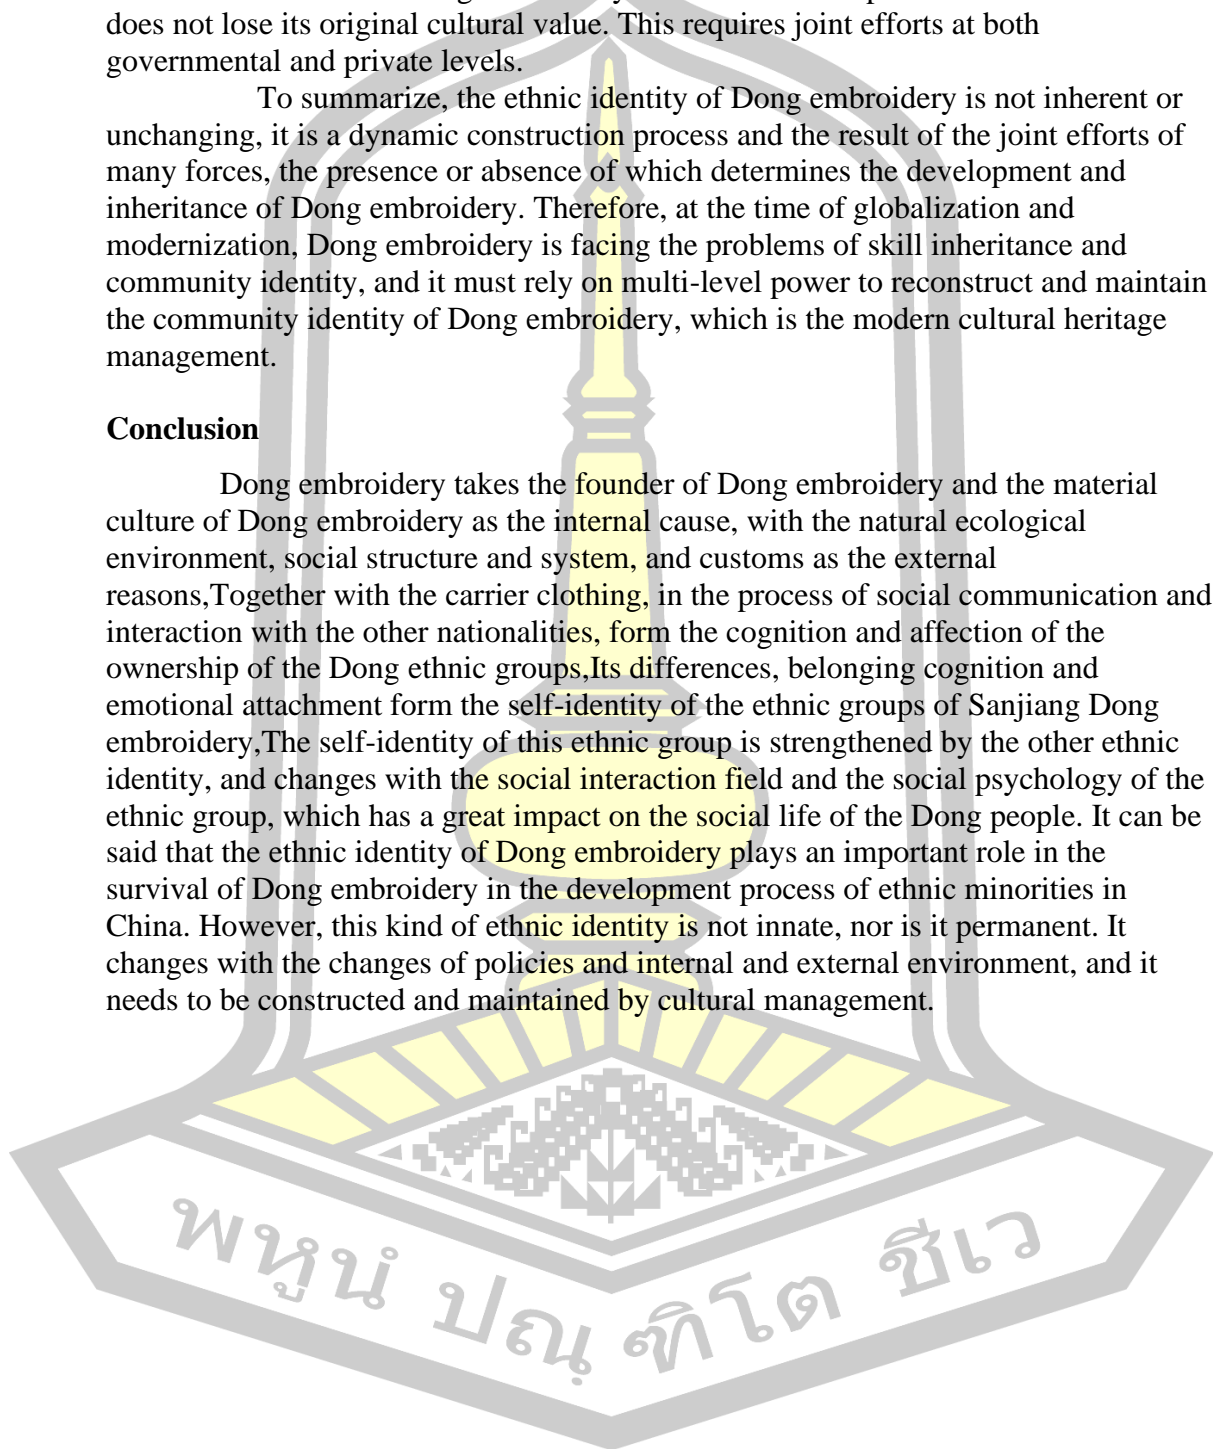 does not lose its original cultural value. This requires joint efforts at both
governmental and private levels.
To summarize, the ethnic identity of Dong embroidery is not inherent or
unchanging, it is a dynamic construction process and the result of the joint efforts of
many forces, the presence or absence of which determines the development and
inheritance of Dong embroidery. Therefore, at the time of globalization and
modernization, Dong embroidery is facing the problems of skill inheritance and
community identity, and it must rely on multi-level power to reconstruct and maintain
the community identity of Dong embroidery, which is the modern cultural heritage
management.
Conclusion
Dong embroidery takes the founder of Dong embroidery and the material
culture of Dong embroidery as the internal cause, with the natural ecological
environment, social structure and system, and customs as the external
reasons,Together with the carrier clothing, in the process of social communication and
interaction with the other nationalities, form the cognition and affection of the
ownership of the Dong ethnic groups,Its differences, belonging cognition and
emotional attachment form the self-identity of the ethnic groups of Sanjiang Dong
embroidery,The self-identity of this ethnic group is strengthened by the other ethnic
identity, and changes with the social interaction field and the social psychology of the
ethnic group, which has a great impact on the social life of the Dong people. It can be
said that the ethnic identity of Dong embroidery plays an important role in the
survival of Dong embroidery in the development process of ethnic minorities in
China. However, this kind of ethnic identity is not innate, nor is it permanent. It
changes with the changes of policies and internal and external environment, and it
needs to be constructed and maintained by cultural management.
พหูนํ ปณฺฑิโต ชีเว